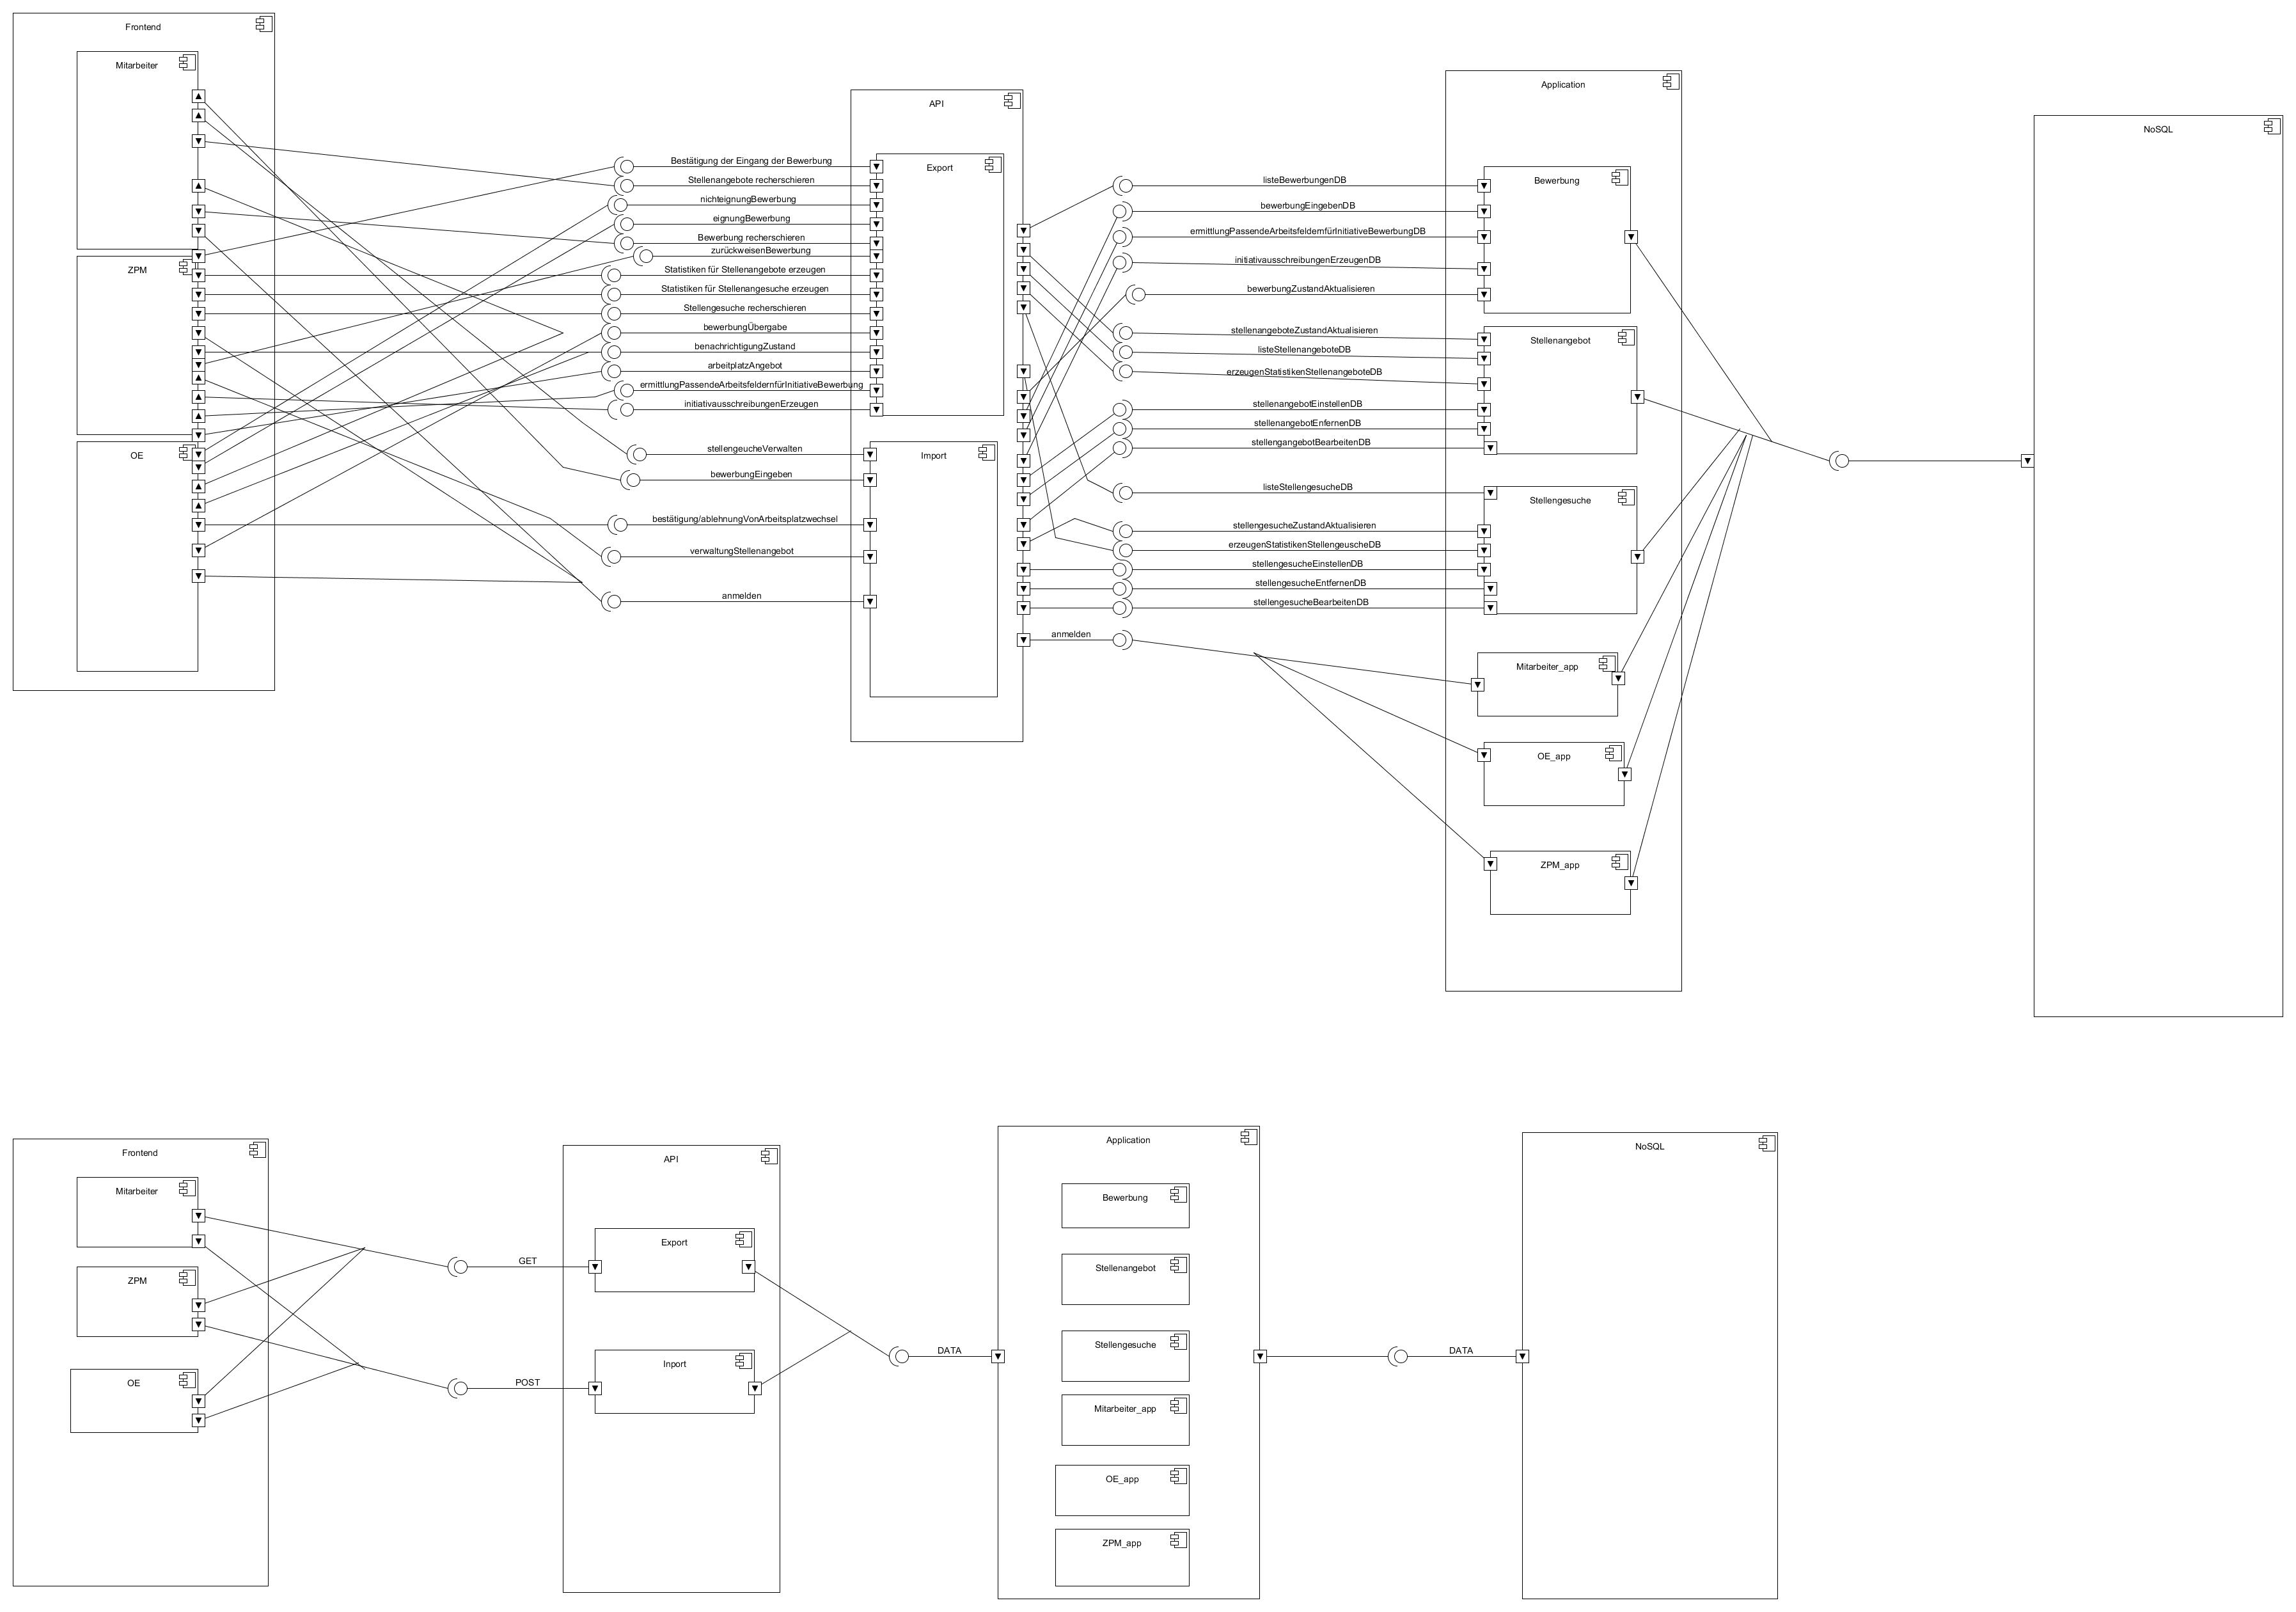 Frontend
Mitarbeiter
ZPM
OE
API
Export
Import
Bestätigung der Eingang der Bewerbung
Stellenangebote recherschieren
nichteignungBewerbung
eignungBewerbung
Bewerbung recherschieren
zurückweisenBewerbung
Statistiken für Stellenangebote erzeugen
Statistiken für Stellenangesuche erzeugen
Stellengesuche recherschieren
bewerbungÜbergabe
benachrichtigungZustand
arbeitplatzAngebot
ermittlungPassendeArbeitsfeldernfürInitiativeBewerbung
initiativausschreibungenErzeugen
stellengeucheVerwalten
bewerbungEingeben
bestätigung/ablehnungVonArbeitsplatzwechsel
verwaltungStellenangebot
anmelden
listeBewerbungenDB
bewerbungEingebenDB
ermittlungPassendeArbeitsfeldernfürInitiativeBewerbungDB
initiativausschreibungenErzeugenDB
bewerbungZustandAktualisieren
stellenangeboteZustandAktualisieren
listeStellenangeboteDB
erzeugenStatistikenStellenangeboteDB
stellenangebotEinstellenDB
stellenangebotEnfernenDB
stellengangebotBearbeitenDB
listeStellengesucheDB
stellengesucheZustandAktualisieren
erzeugenStatistikenStellengeuscheDB
stellengesucheEinstellenDB
stellengesucheEntfernenDB
stellengesucheBearbeitenDB
anmelden
Application
Bewerbung
Stellenangebot
Stellengesuche
Mitarbeiter_app
OE_app
ZPM_app
NoSQL
Frontend
Mitarbeiter
ZPM
OE
GET
POST
API
Export
Inport
DATA
Application
Bewerbung
Stellenangebot
Stellengesuche
Mitarbeiter_app
OE_app
ZPM_app
DATA
NoSQL